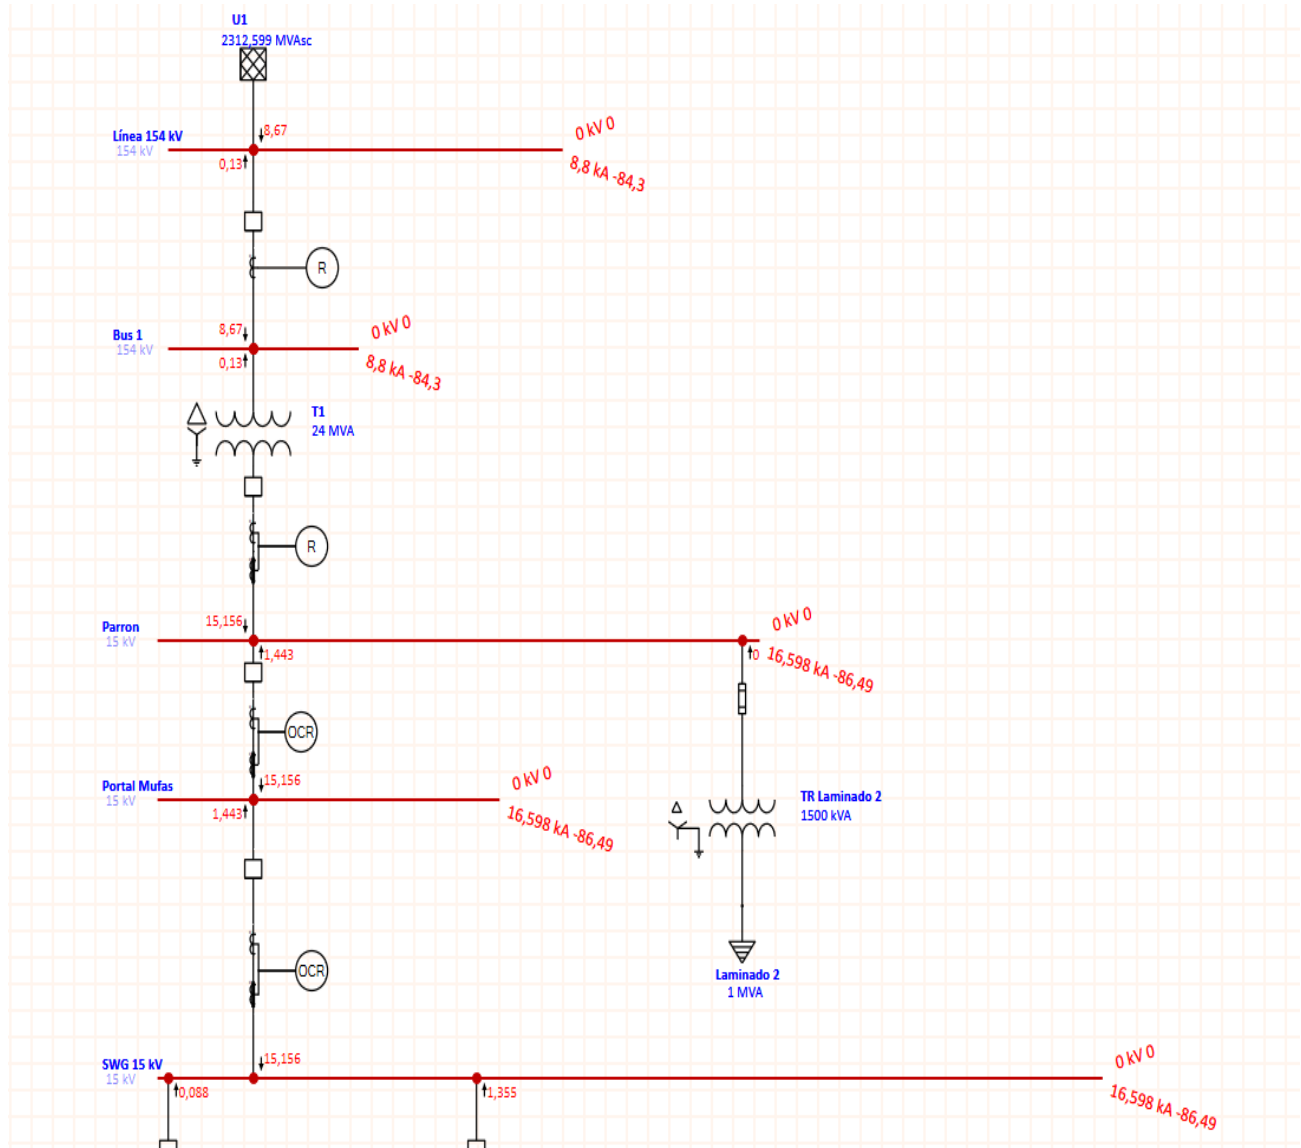 U1
2312,599 MVAsc
8,67
0 kV 0
Línea 154 kV
154 kV
0,13
8,8 kA -84,3
R
8,67
0 kV 0
Bus 1
154 kV
0,13
8,8 kA -84,3
T1
24 MVA
R
15,156
0 kV 0
Parron
15 kV
1,443
0
16,598 kA -86,49
OCR
15,156
0 kV 0
Portal Mufas
15 kV
1,443
16,598 kA -86,49
TR Laminado 2
1500 kVA
OCR
Laminado 2
1 MVA
15,156
0 kV 0
SWG 15 kV
15 kV
0,088
1,355
16,598 kA -86,49